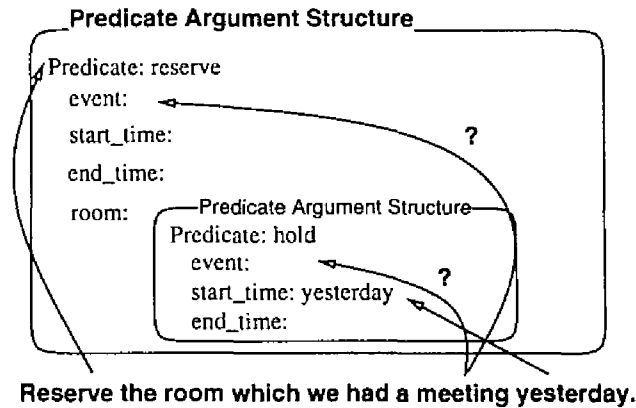 Predicate Argument Structure
Predicate: reserve
event:
?
start_time:
end_time:
room:
Predicate Argument Structure
Predicate: hold
event:
?
start_time: yesterday
end_time:
Reserve the room which we had a meeting yesterday.